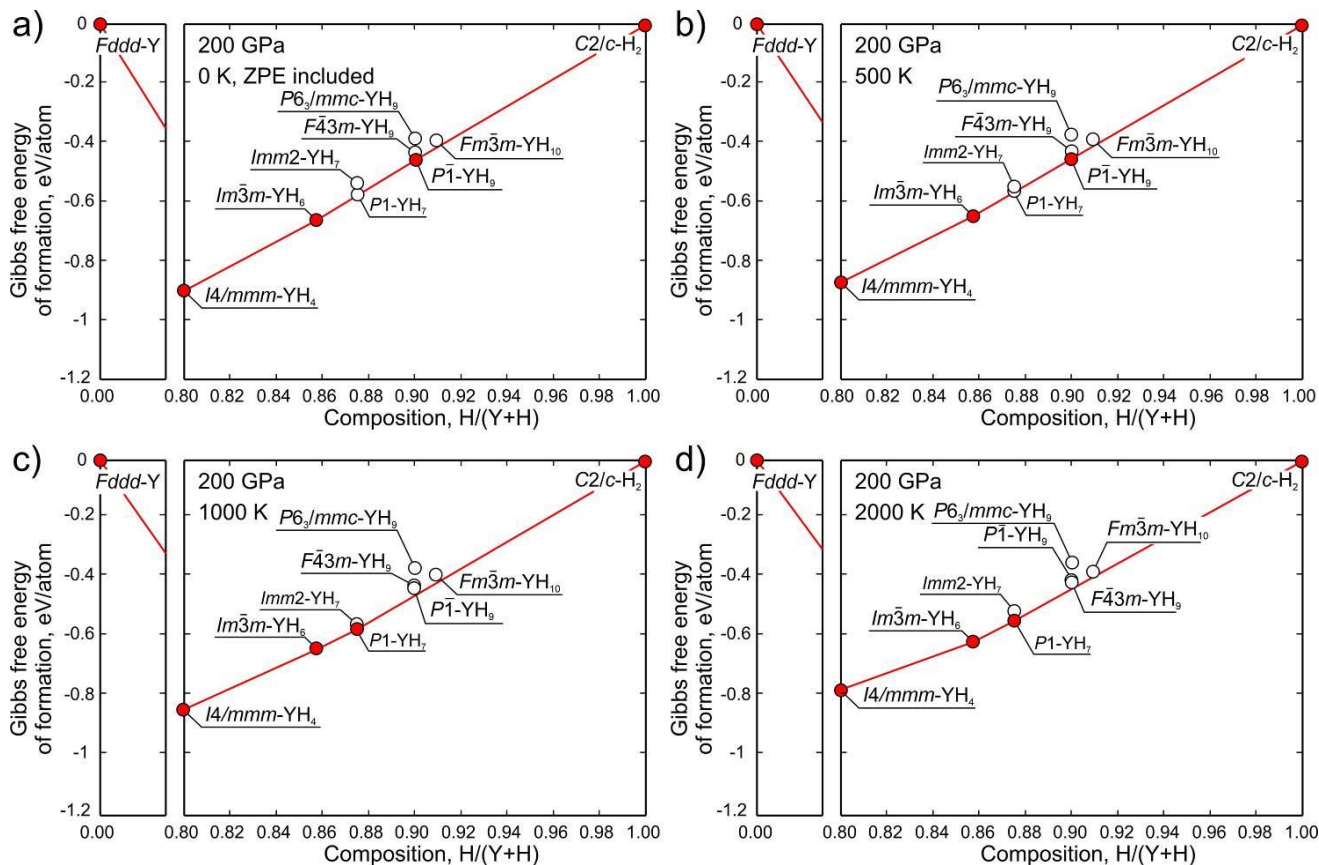 a)
Gibbs free energy
of formation, eV/atom
0
-0.2
-0.4
-0.6
-0.8
-1
-1.2
Fddd-Y
200 GPa
0 K, ZPE included
C2/c-H₂
P6₃/mmc-YH₉
F4̄3m-YH₉
Fm3̄m-YH₁₀
Imm2-YH₇
P1̄-YH₉
Im3̄m-YH₆
P1-YH₇
I4/mmm-YH₄
0.00 0.80 0.82 0.84 0.86 0.88 0.90 0.92 0.94 0.96 0.98 1.00
Composition, H/(Y+H)
b)
Gibbs free energy
of formation, eV/atom
0
-0.2
-0.4
-0.6
-0.8
-1
-1.2
Fddd-Y
200 GPa
500 K
C2/c-H₂
P6₃/mmc-YH₉
F4̄3m-YH₉
Fm3̄m-YH₁₀
Imm2-YH₇
P1̄-YH₉
Im3̄m-YH₆
P1-YH₇
I4/mmm-YH₄
0.00 0.80 0.82 0.84 0.86 0.88 0.90 0.92 0.94 0.96 0.98 1.00
Composition, H/(Y+H)
c)
Gibbs free energy
of formation, eV/atom
0
-0.2
-0.4
-0.6
-0.8
-1
-1.2
Fddd-Y
200 GPa
1000 K
C2/c-H₂
P6₃/mmc-YH₉
F4̄3m-YH₉
Fm3̄m-YH₁₀
Imm2-YH₇
P1̄-YH₉
Im3̄m-YH₆
P1-YH₇
I4/mmm-YH₄
0.00 0.80 0.82 0.84 0.86 0.88 0.90 0.92 0.94 0.96 0.98 1.00
Composition, H/(Y+H)
d)
Gibbs free energy
of formation, eV/atom
0
-0.2
-0.4
-0.6
-0.8
-1
-1.2
Fddd-Y
200 GPa
2000 K
C2/c-H₂
P6₃/mmc-YH₉
P1̄-YH₉
Fm3̄m-YH₁₀
Imm2-YH₇
F4̄3m-YH₉
Im3̄m-YH₆
P1-YH₇
I4/mmm-YH₄
0.00 0.80 0.82 0.84 0.86 0.88 0.90 0.92 0.94 0.96 0.98 1.00
Composition, H/(Y+H)